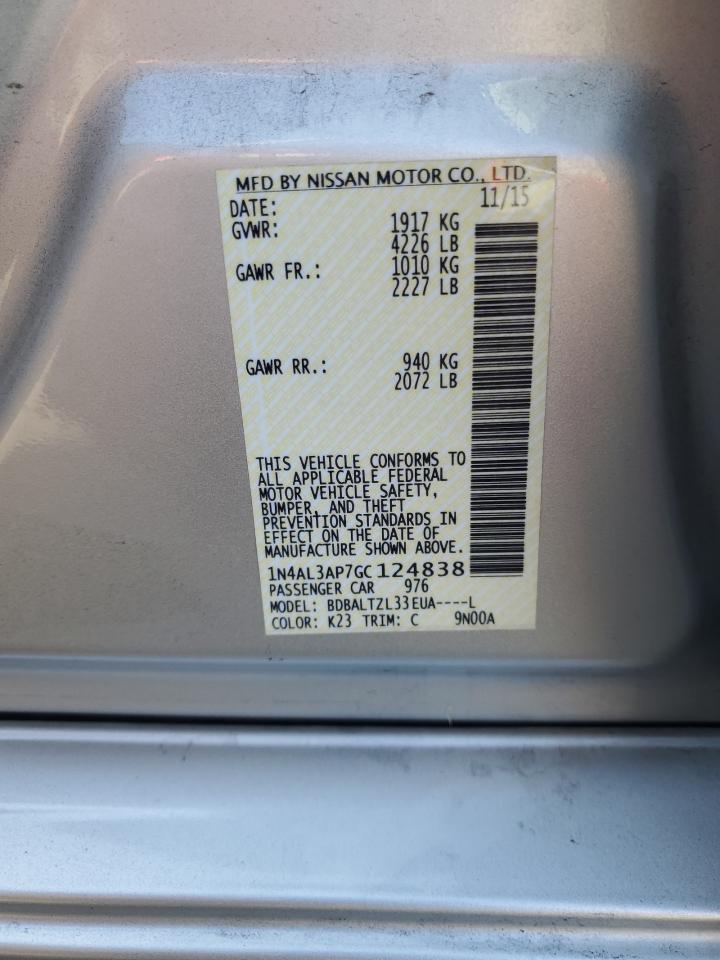 MFD BY NISSAN MOTOR CO., LTD.
DATE: 11/15
GVWR: 1917 KG
4226 LB
GAWR FR.: 1010 KG
2227 LB
GAWR RR.: 940 KG
2072 LB
THIS VEHICLE CONFORMS TO
ALL APPLICABLE FEDERAL
MOTOR VEHICLE SAFETY,
BUMPER, AND THEFT
PREVENTION STANDARDS IN
EFFECT ON THE DATE OF
MANUFACTURE SHOWN ABOVE.
1N4AL3AP7GC124838
PASSENGER CAR 976
MODEL: BDBALTZL33EUA----L
COLOR: K23 TRIM: C 9N00A